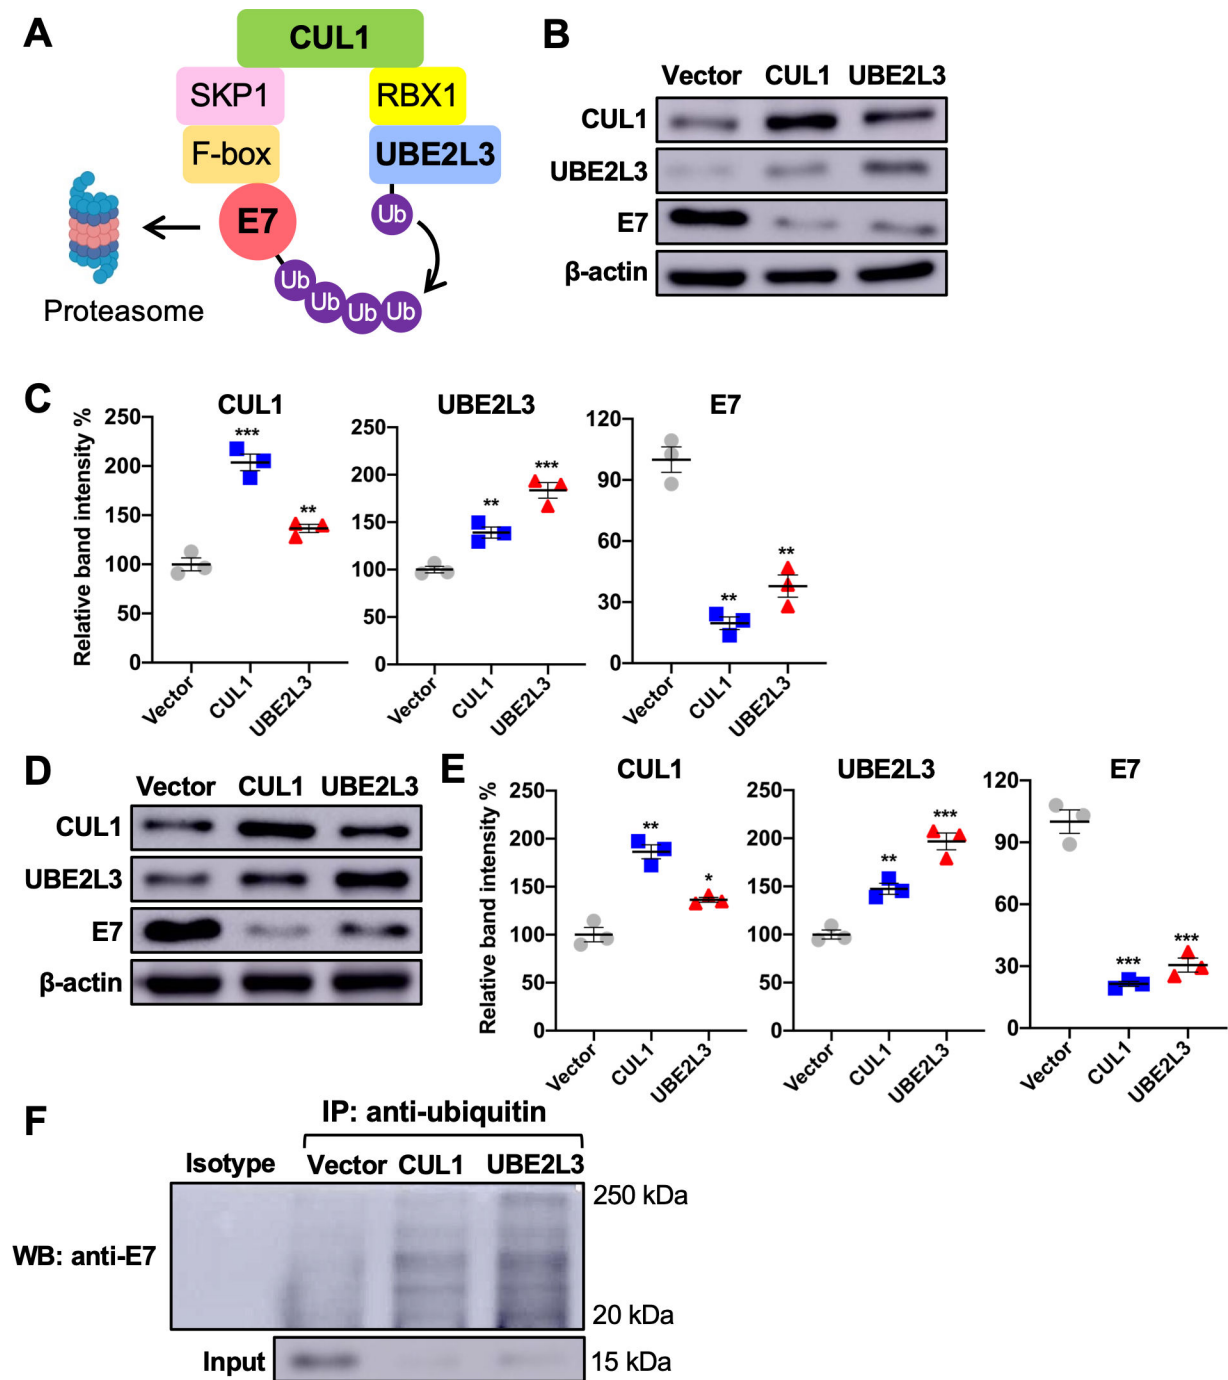 A
CUL1
SKP1
RBX1
F-box
UBE2L3
E7
Ub
Ub
Ub
Ub
Ub
Proteasome
B
Vector CUL1 UBE2L3
CUL1
UBE2L3
E7
β-actin
C
Relative band intensity %
CUL1
250
200
150
100
50
0
***
**
Vector
CUL1
UBE2L3
UBE2L3
250
200
150
100
50
0
**
***
Vector
CUL1
UBE2L3
E7
120
90
60
30
0
**
**
Vector
CUL1
UBE2L3
D
Vector CUL1 UBE2L3
CUL1
UBE2L3
E7
β-actin
E
Relative band intensity %
CUL1
250
200
150
100
50
0
**
*
Vector
CUL1
UBE2L3
UBE2L3
250
200
150
100
50
0
**
***
Vector
CUL1
UBE2L3
E7
120
90
60
30
0
***
***
Vector
CUL1
UBE2L3
F
IP: anti-ubiquitin
Isotype Vector CUL1 UBE2L3
250 kDa
WB: anti-E7
20 kDa
Input
15 kDa